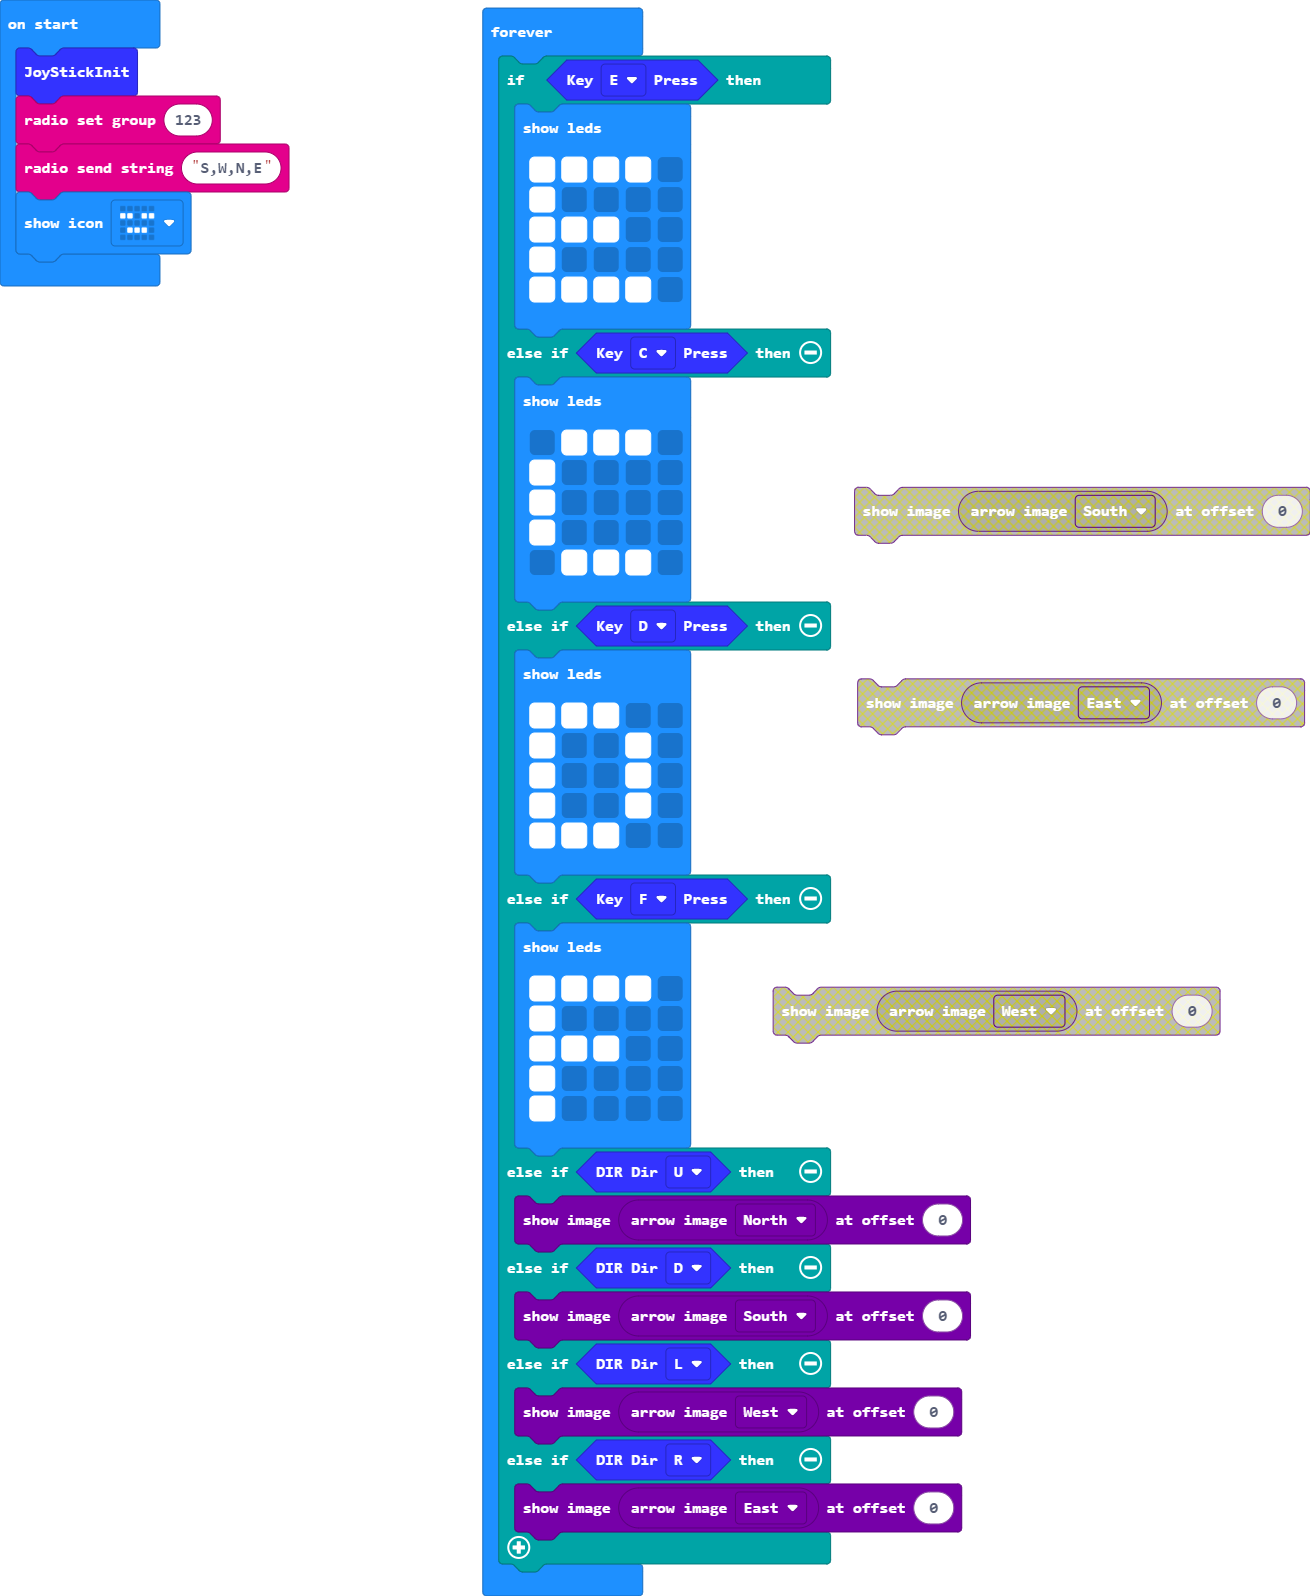 on start
JoyStickInit
radio set group 123
radio send string "S,W,N,E"
show icon
forever
if Key E Press then
show leds
else if Key C Press then
show leds
else if Key D Press then
show leds
else if Key F Press then
show leds
else if DIR Dir U then
show image arrow image North at offset 0
else if DIR Dir D then
show image arrow image South at offset 0
else if DIR Dir L then
show image arrow image West at offset 0
else if DIR Dir R then
show image arrow image East at offset 0
show image arrow image South at offset 0
show image arrow image East at offset 0
show image arrow image West at offset 0